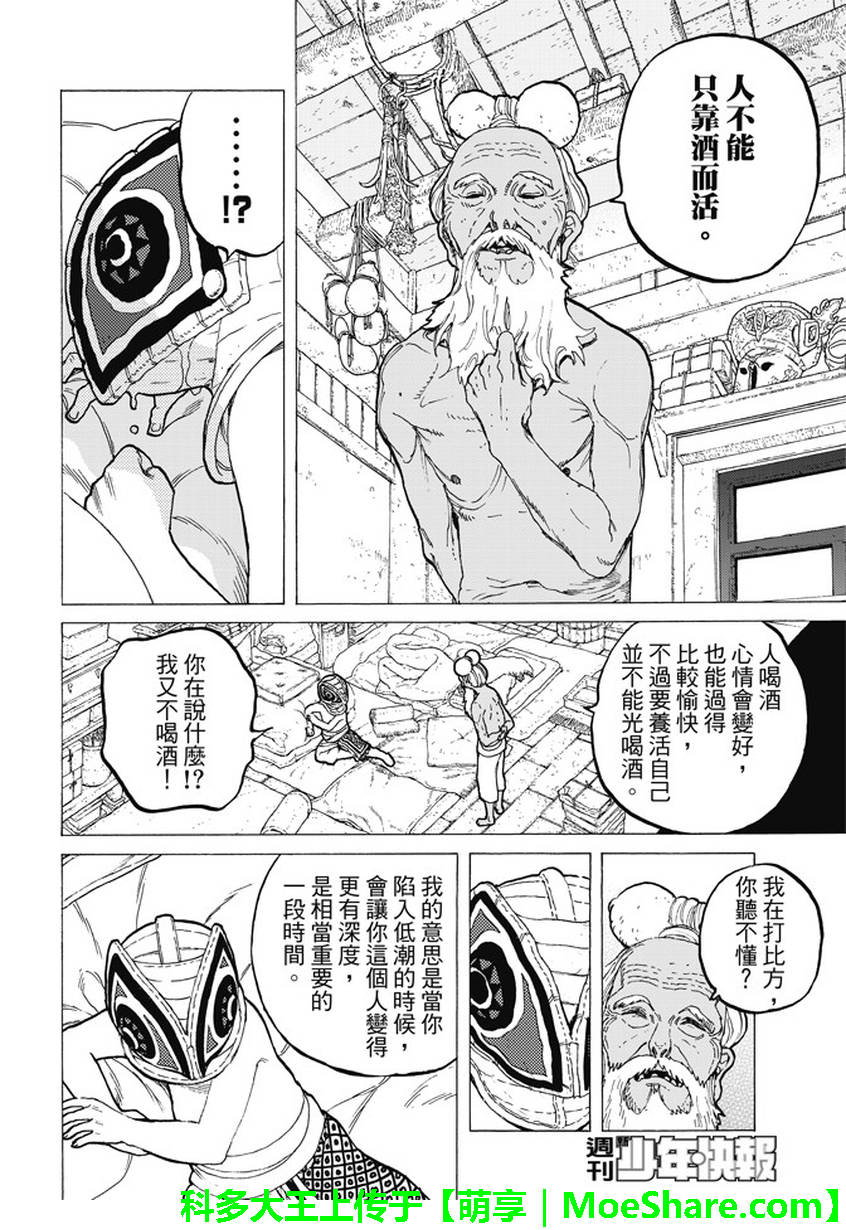 人不能
只靠酒而活。
⋯⋯⋯!?
人喝酒
心情會變好，
也能過得
比較愉快，
不過要養活自己
並不能光喝酒。
你在說什麼!?
我又不喝酒！
我在打比方，
你聽不懂？
我的意思是當你
陷入低潮的時候，
會讓你這個人變得
更有深度，
是相當重要的
一段時間。
週刊少年快報
科多大王上传于【萌享｜MoeShare.com】